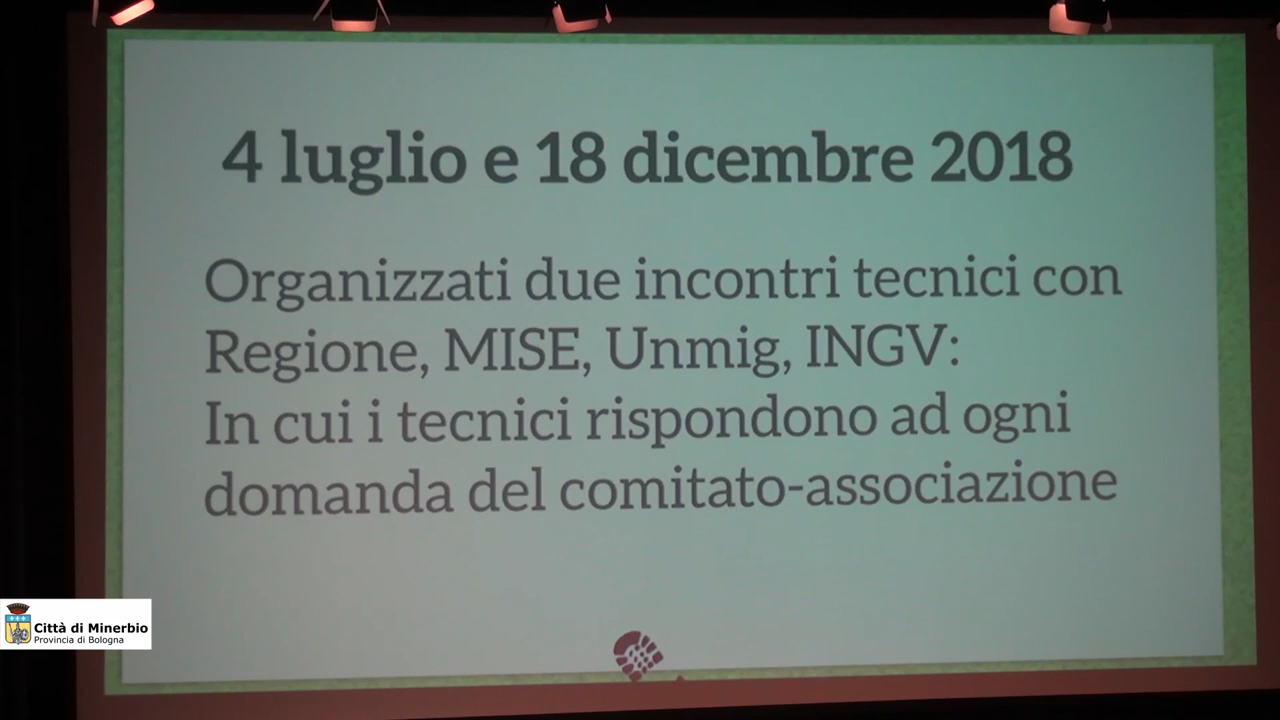 4 luglio e 18 dicembre 2018
Organizzati due incontri tecnici con
Regione, MISE, Unmig, INGV:
In cui i tecnici rispondono ad ogni
domanda del comitato-associazione
Città di Minerbio
Provincia di Bologna